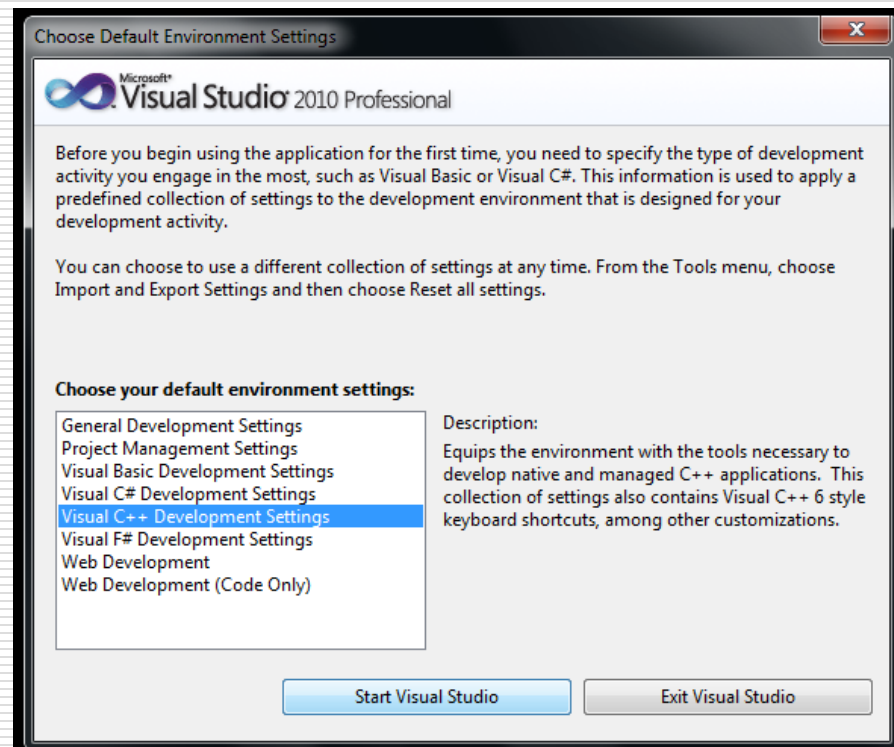 Choose Default Environment Settings
Microsoft®
Visual Studio® 2010 Professional
Before you begin using the application for the first time, you need to specify the type of development
activity you engage in the most, such as Visual Basic or Visual C#. This information is used to apply a
predefined collection of settings to the development environment that is designed for your
development activity.
You can choose to use a different collection of settings at any time. From the Tools menu, choose
Import and Export Settings and then choose Reset all settings.
Choose your default environment settings:
General Development Settings
Project Management Settings
Visual Basic Development Settings
Visual C# Development Settings
Visual C++ Development Settings
Visual F# Development Settings
Web Development
Web Development (Code Only)
Description:
Equips the environment with the tools necessary to
develop native and managed C++ applications. This
collection of settings also contains Visual C++ 6 style
keyboard shortcuts, among other customizations.
Start Visual Studio
Exit Visual Studio